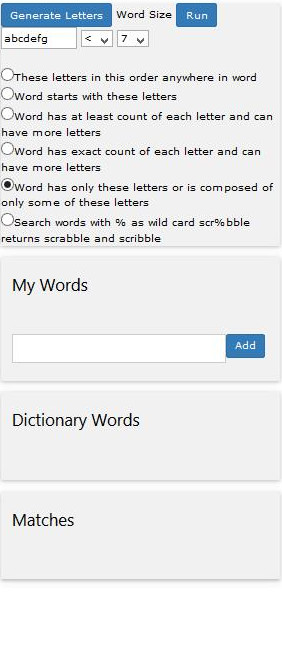 Generate Letters Word Size Run
abcdefg < 7
These letters in this order anywhere in word
Word starts with these letters
Word has at least count of each letter and can
have more letters
Word has exact count of each letter and can
have more letters
Word has only these letters or is composed of
only some of these letters
Search words with % as wild card scr%bble
returns scrabble and scribble
My Words
Add
Dictionary Words
Matches